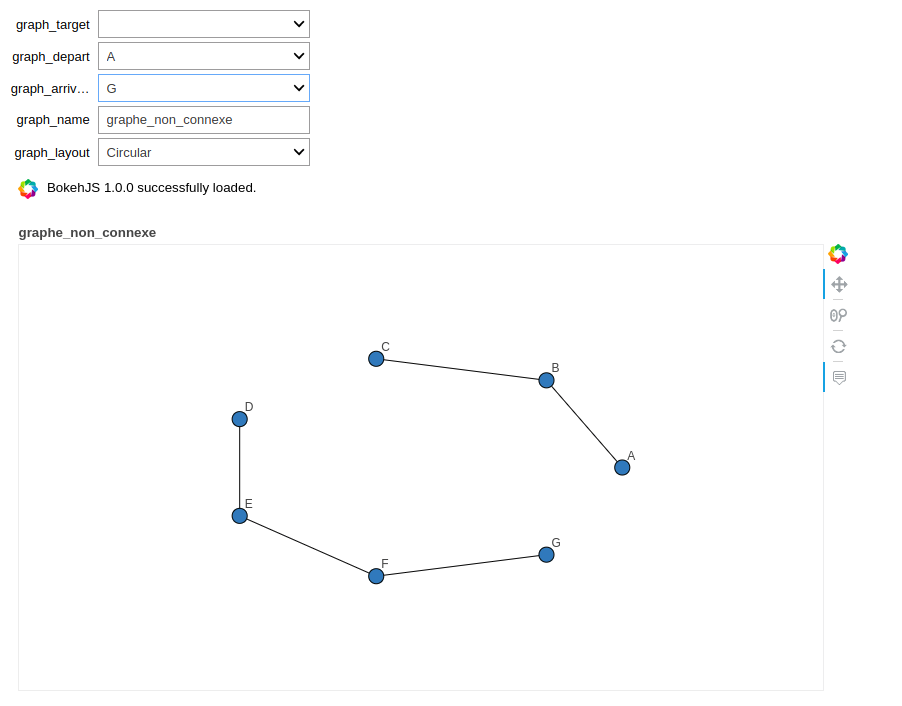 graph_target
graph_depart A
graph_arriv… G
graph_name graphe_non_connexe
graph_layout Circular
BokehJS 1.0.0 successfully loaded.
graphe_non_connexe
C
B
D
A
E
G
F